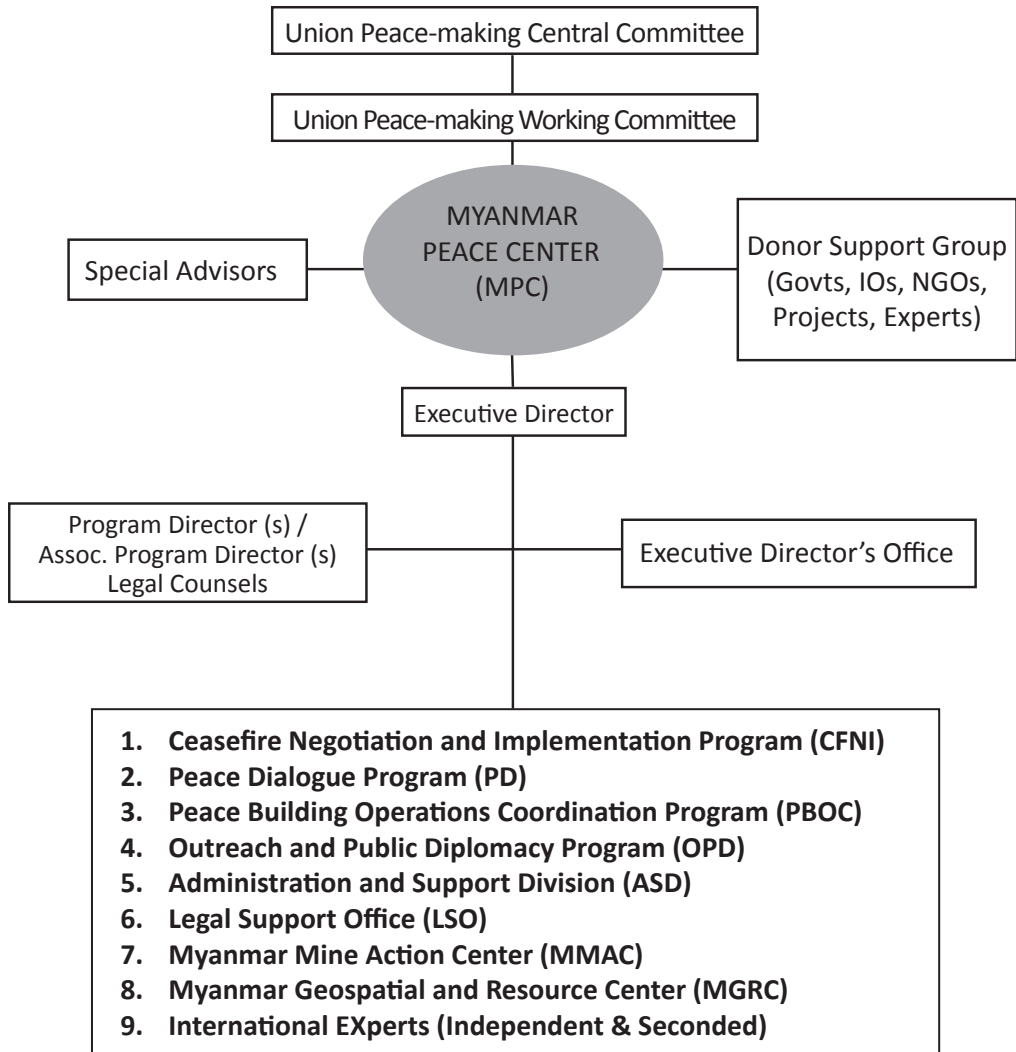 Union Peace-making Central Committee
Union Peace-making Working Committee
MYANMAR
PEACE CENTER
(MPC)
Special Advisors
Donor Support Group
(Govts, IOs, NGOs,
Projects, Experts)
Executive Director
Program Director (s) /
Assoc. Program Director (s)
Legal Counsels
Executive Director’s Office
1. Ceasefire Negotiation and Implementation Program (CFNI)
2. Peace Dialogue Program (PD)
3. Peace Building Operations Coordination Program (PBOC)
4. Outreach and Public Diplomacy Program (OPD)
5. Administration and Support Division (ASD)
6. Legal Support Office (LSO)
7. Myanmar Mine Action Center (MMAC)
8. Myanmar Geospatial and Resource Center (MGRC)
9. International EXperts (Independent & Seconded)